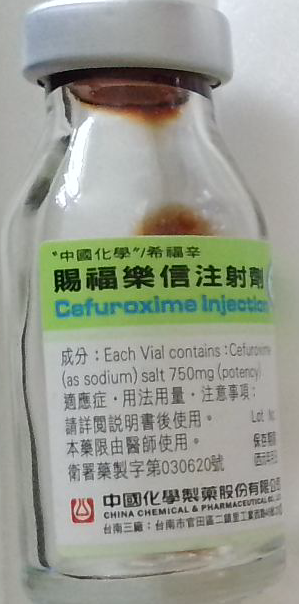 "中國化學"/希福辛
賜福樂信注射劑
Cefuroxime Injection
成分：Each Vial contains：Cefuroxime
(as sodium) salt 750mg (potency)
適應症・用法用量・注意事項：
請詳閱説明書後使用。 Lot No
本藥限由醫師使用。 保存期限
衛署藥製字第030620號
中國化學製藥股份有限公司
CHINA CHEMICAL & PHARMACEUTICAL
台南三廠：台南市官田區二鎮里工業西路